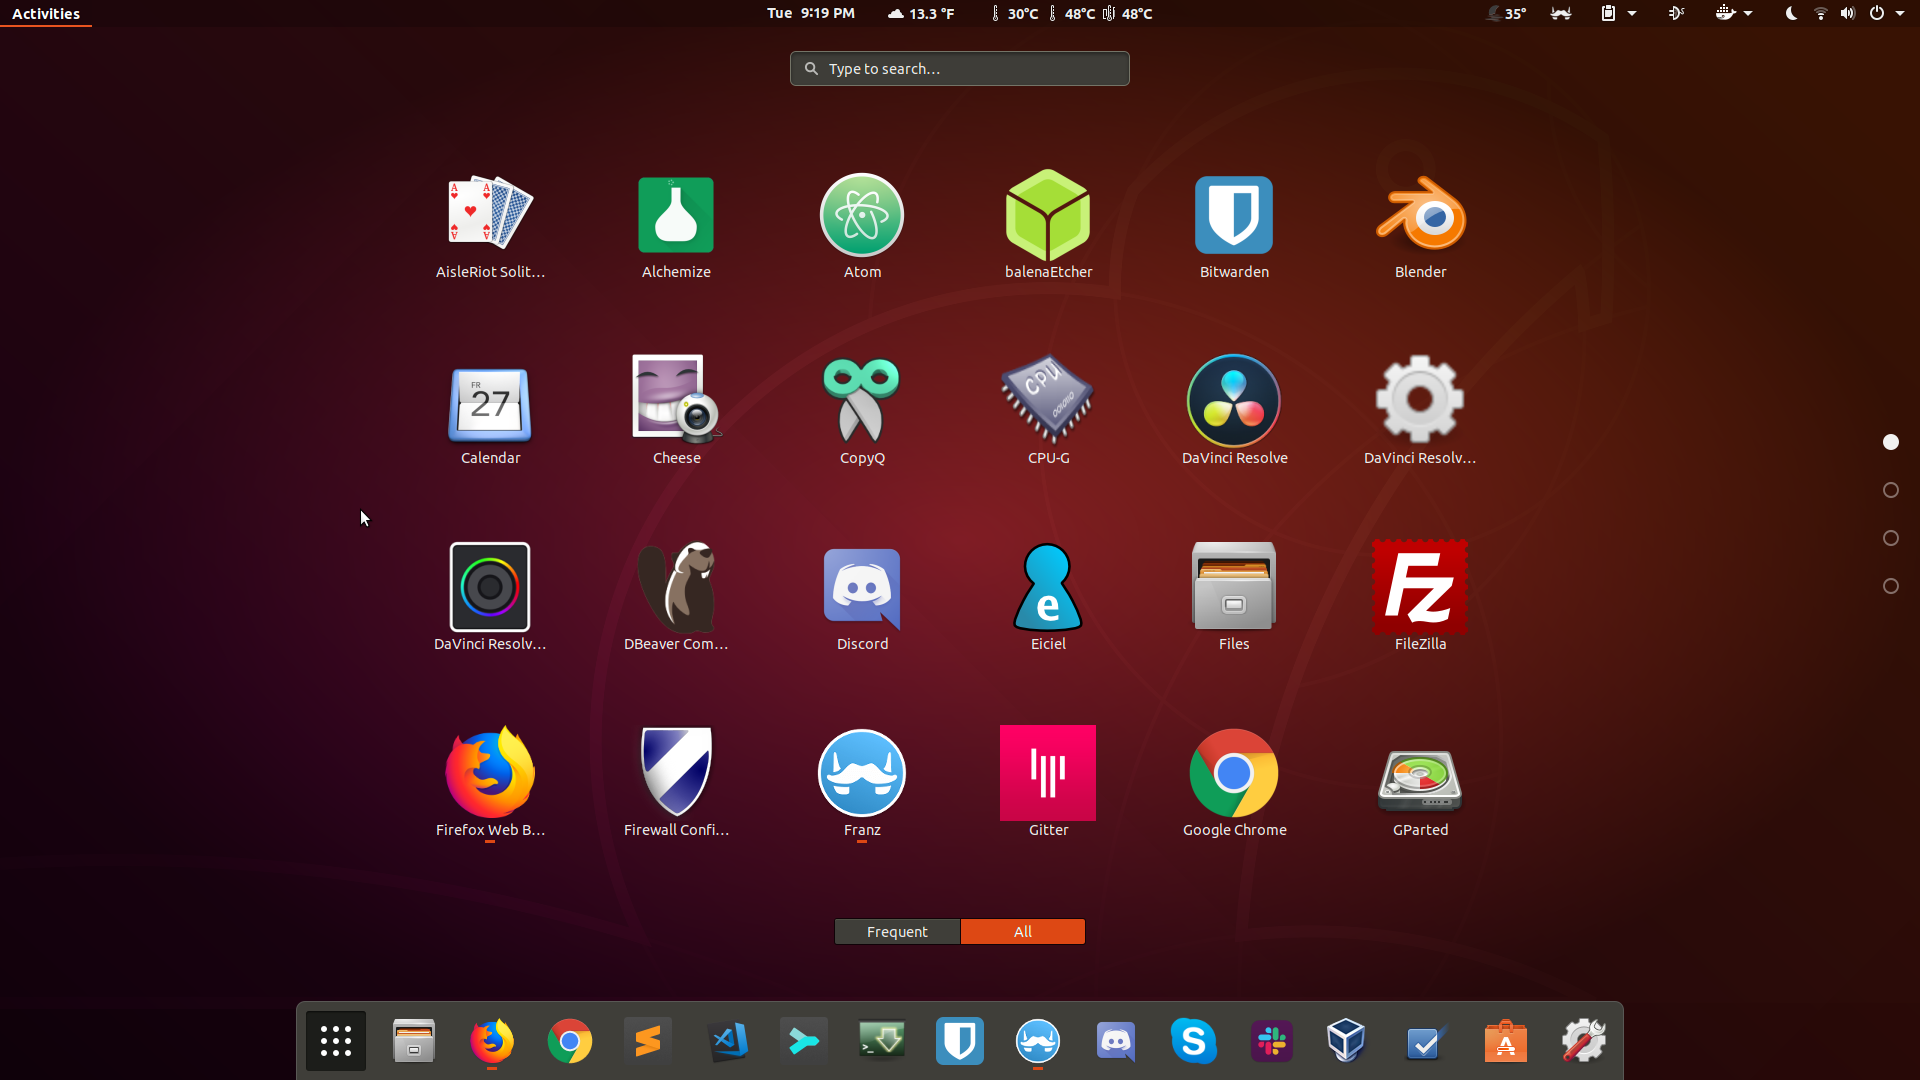 Activities
Tue 9:19 PM
13.3 °F
30°C
48°C
48°C
35°
Type to search...
AisleRiot Solit...
Alchemize
Atom
balenaEtcher
Bitwarden
Blender
FR
27
CPU
Calendar
Cheese
CopyQ
CPU-G
DaVinci Resolve
DaVinci Resolv...
e
Fz
DaVinci Resolv...
DBeaver Com...
Discord
Eiciel
Files
FileZilla
Firefox Web B...
Firewall Confi...
Franz
Gitter
Google Chrome
GParted
Frequent
All